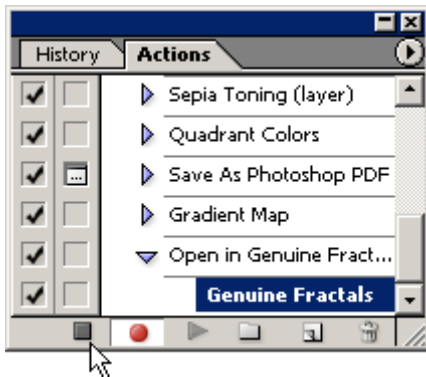 History Actions
Sepia Toning (layer)
Quadrant Colors
Save As Photoshop PDF
Gradient Map
Open in Genuine Fract...
Genuine Fractals